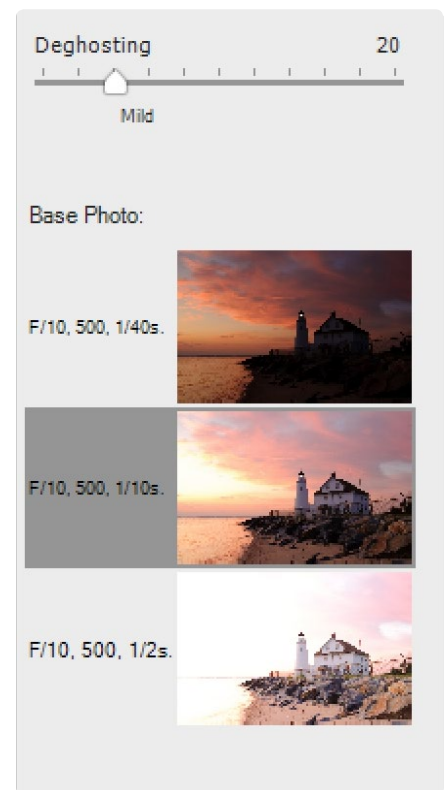 Deghosting 20
Mild
Base Photo:
F/10, 500, 1/40s.
F/10, 500, 1/10s.
F/10, 500, 1/2s.